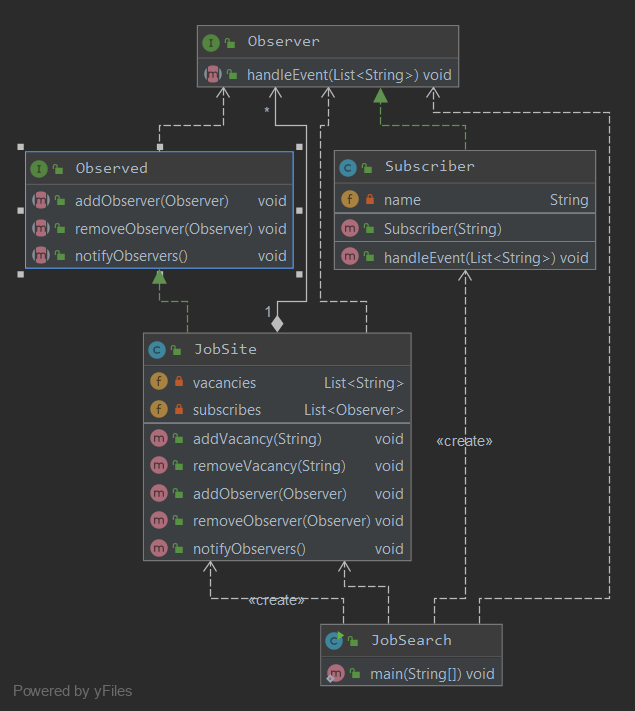 I Observer
m handleEvent(List<String>) void
*
I Observed
m addObserver(Observer) void
m removeObserver(Observer) void
m notifyObservers() void
C Subscriber
f name String
m Subscriber(String)
m handleEvent(List<String>) void
1
C JobSite
f vacancies List<String>
f subscribes List<Observer>
m addVacancy(String) void
m removeVacancy(String) void
m addObserver(Observer) void
m removeObserver(Observer) void
m notifyObservers() void
«create»
«create»
C JobSearch
m main(String[]) void
Powered by yFiles